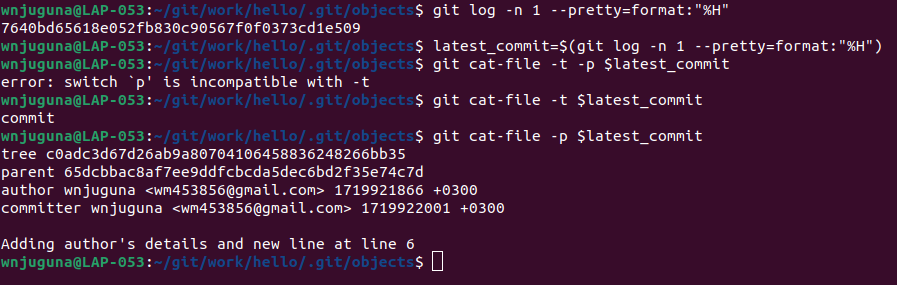 wnjuguna@LAP-053:~/git/work/hello/.git/objects$ git log -n 1 --pretty=format:"%H"
7640bd65618e052fb830c90567f0f0373cd1e509
wnjuguna@LAP-053:~/git/work/hello/.git/objects$ latest_commit=$(git log -n 1 --pretty=format:"%H")
wnjuguna@LAP-053:~/git/work/hello/.git/objects$ git cat-file -t -p $latest_commit
error: switch `p' is incompatible with -t
wnjuguna@LAP-053:~/git/work/hello/.git/objects$ git cat-file -t $latest_commit
commit
wnjuguna@LAP-053:~/git/work/hello/.git/objects$ git cat-file -p $latest_commit
tree c0adc3d67d26ab9a80704106458836248266bb35
parent 65dcbbac8af7ee9ddfcbcda5dec6bd2f35e74c7d
author wnjuguna <wm453856@gmail.com> 1719921866 +0300
committer wnjuguna <wm453856@gmail.com> 1719922001 +0300

Adding author's details and new line at line 6
wnjuguna@LAP-053:~/git/work/hello/.git/objects$